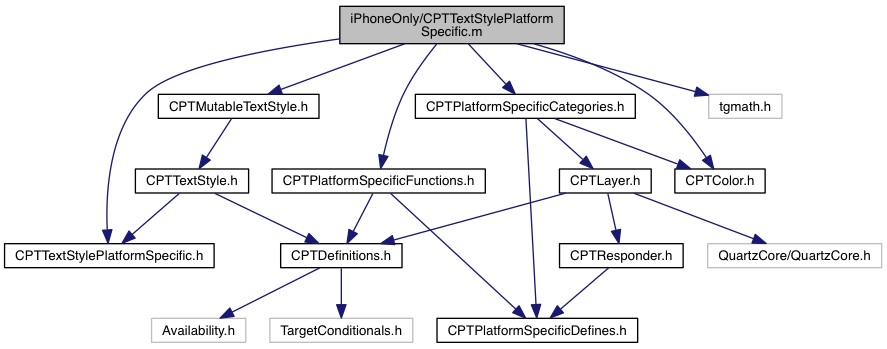 iPhoneOnly/CPTTextStylePlatform
Specific.m
CPTMutableTextStyle.h
CPTPlatformSpecificCategories.h
tgmath.h
CPTTextStyle.h
CPTPlatformSpecificFunctions.h
CPTLayer.h
CPTColor.h
CPTTextStylePlatformSpecific.h
CPTDefinitions.h
CPTResponder.h
QuartzCore/QuartzCore.h
Availability.h
TargetConditionals.h
CPTPlatformSpecificDefines.h